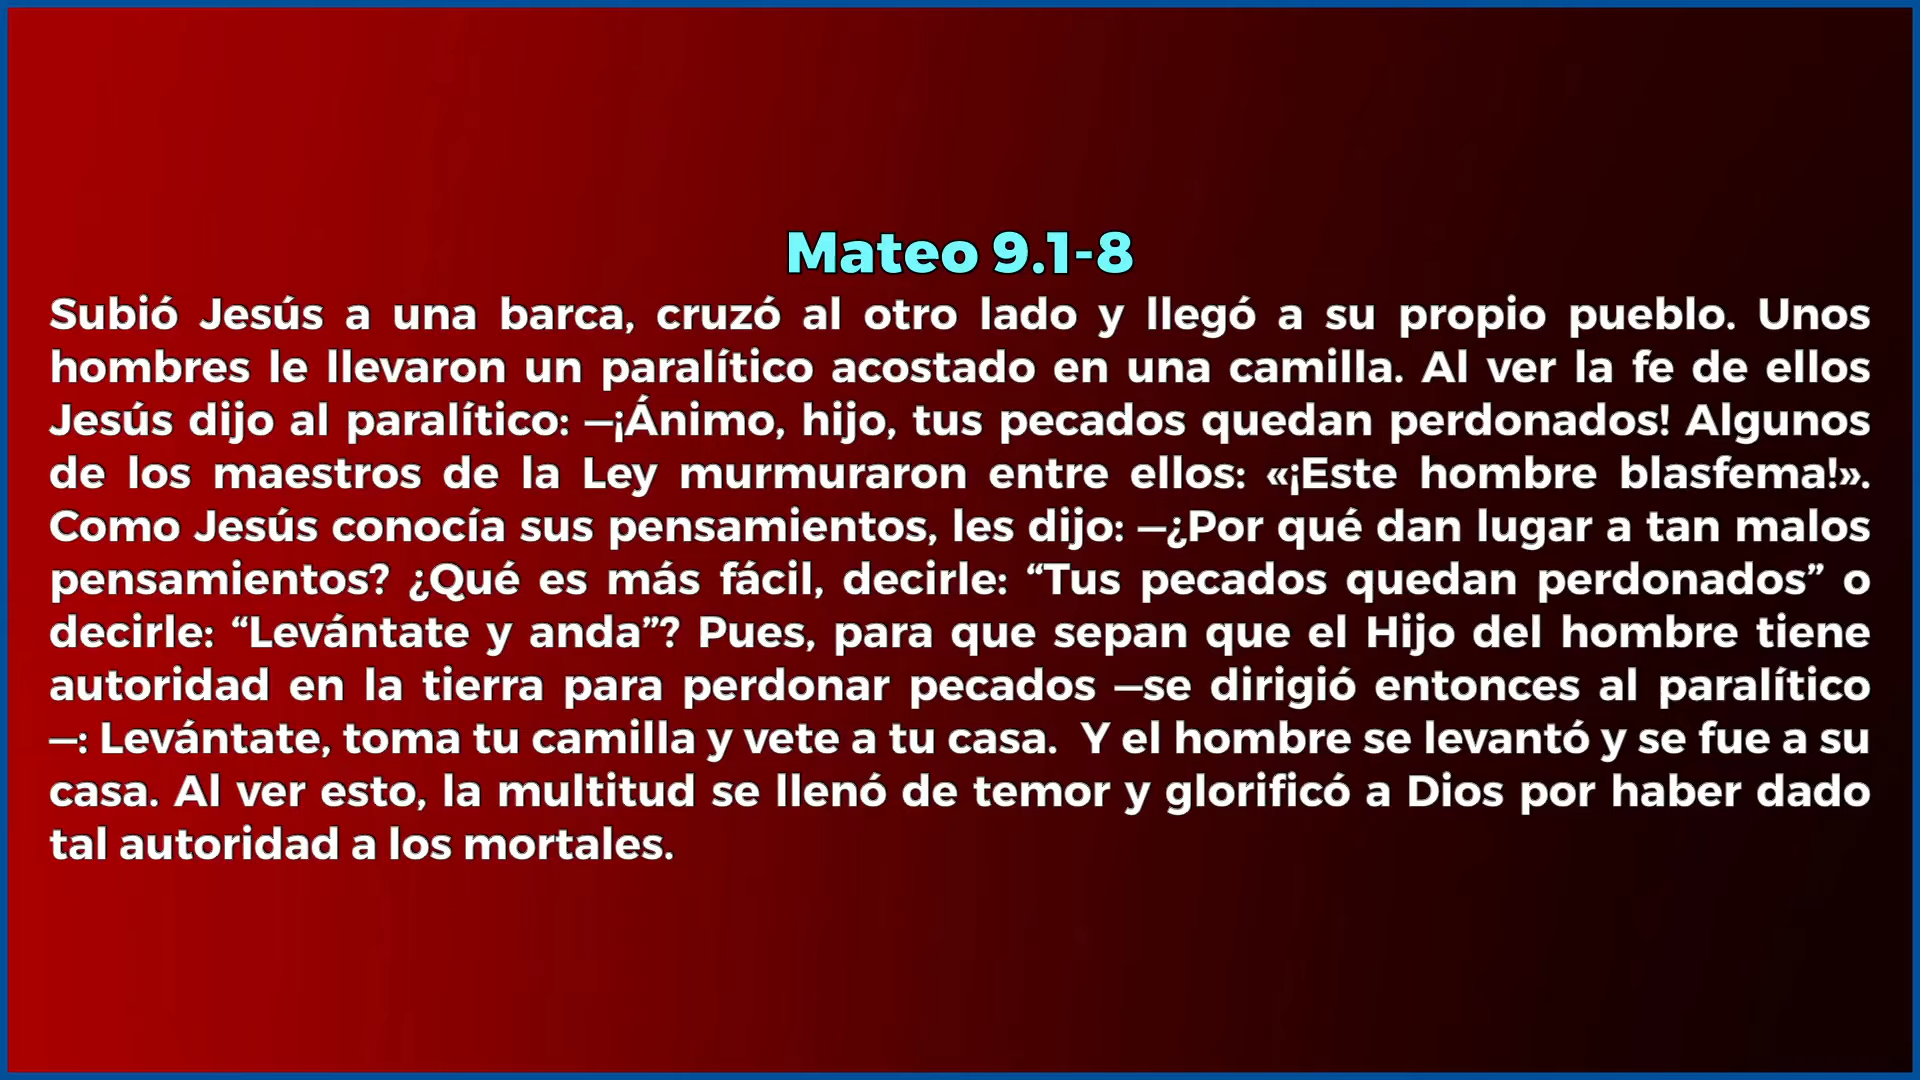 Mateo 9.1-8
Subió Jesús a una barca, cruzó al otro lado y llegó a su propio pueblo. Unos
hombres le llevaron un paralítico acostado en una camilla. Al ver la fe de ellos
Jesús dijo al paralítico: —¡Ánimo, hijo, tus pecados quedan perdonados! Algunos
de los maestros de la Ley murmuraron entre ellos: «¡Este hombre blasfema!».
Como Jesús conocía sus pensamientos, les dijo: —¿Por qué dan lugar a tan malos
pensamientos? ¿Qué es más fácil, decirle: “Tus pecados quedan perdonados” o
decirle: “Levántate y anda”? Pues, para que sepan que el Hijo del hombre tiene
autoridad en la tierra para perdonar pecados —se dirigió entonces al paralítico
—: Levántate, toma tu camilla y vete a tu casa.  Y el hombre se levantó y se fue a su
casa. Al ver esto, la multitud se llenó de temor y glorificó a Dios por haber dado
tal autoridad a los mortales.